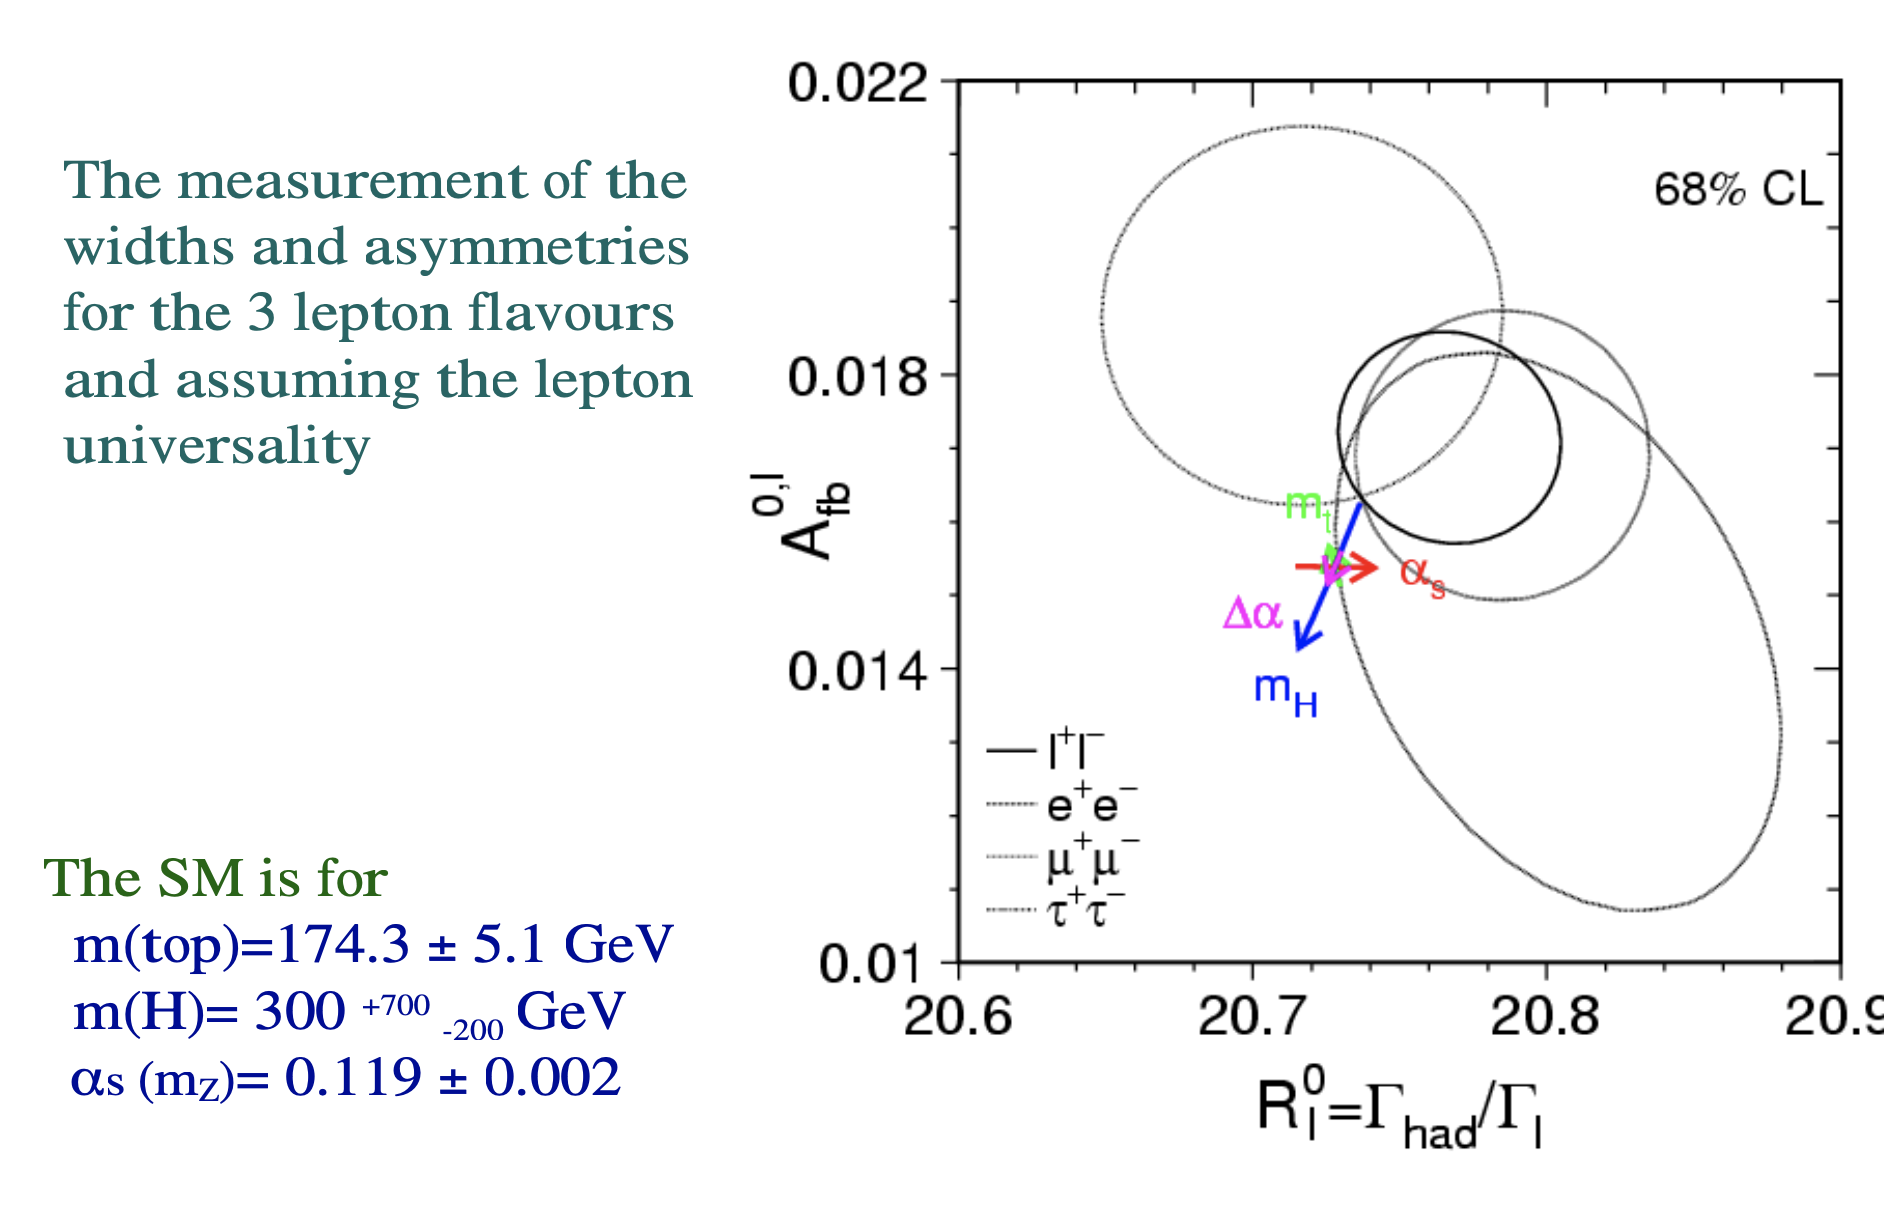 The measurement of the
widths and asymmetries
for the 3 lepton flavours
and assuming the lepton
universality
The SM is for
m(top)=174.3 ± 5.1 GeV
m(H)= 300 +700 -200 GeV
αs (mZ)= 0.119 ± 0.002
0.022
0.018
0.014
0.01
A0,l fb
68% CL
mt
αs
Δα
mH
l+l−
e+e−
μ+μ−
τ+τ−
20.6
20.7
20.8
20.9
R0l=Γhad/Γl